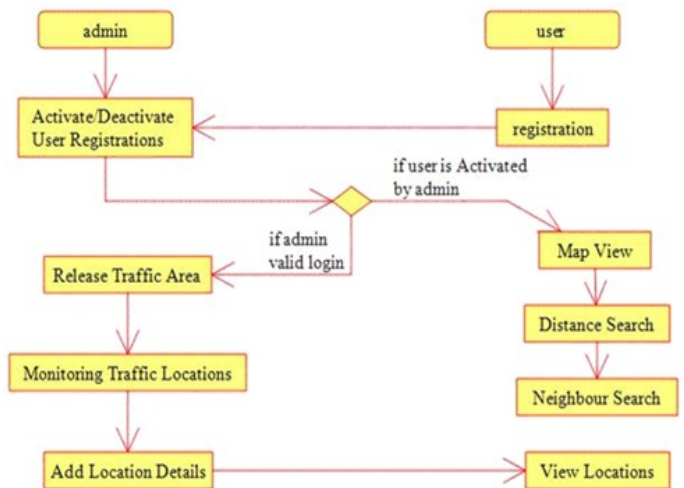 admin
user
Activate/Deactivate
User Registrations
registration
if user is Activated
by admin
if admin
valid login
Map View
Release Traffic Area
Distance Search
Monitoring Traffic Locations
Neighbour Search
Add Location Details
View Locations